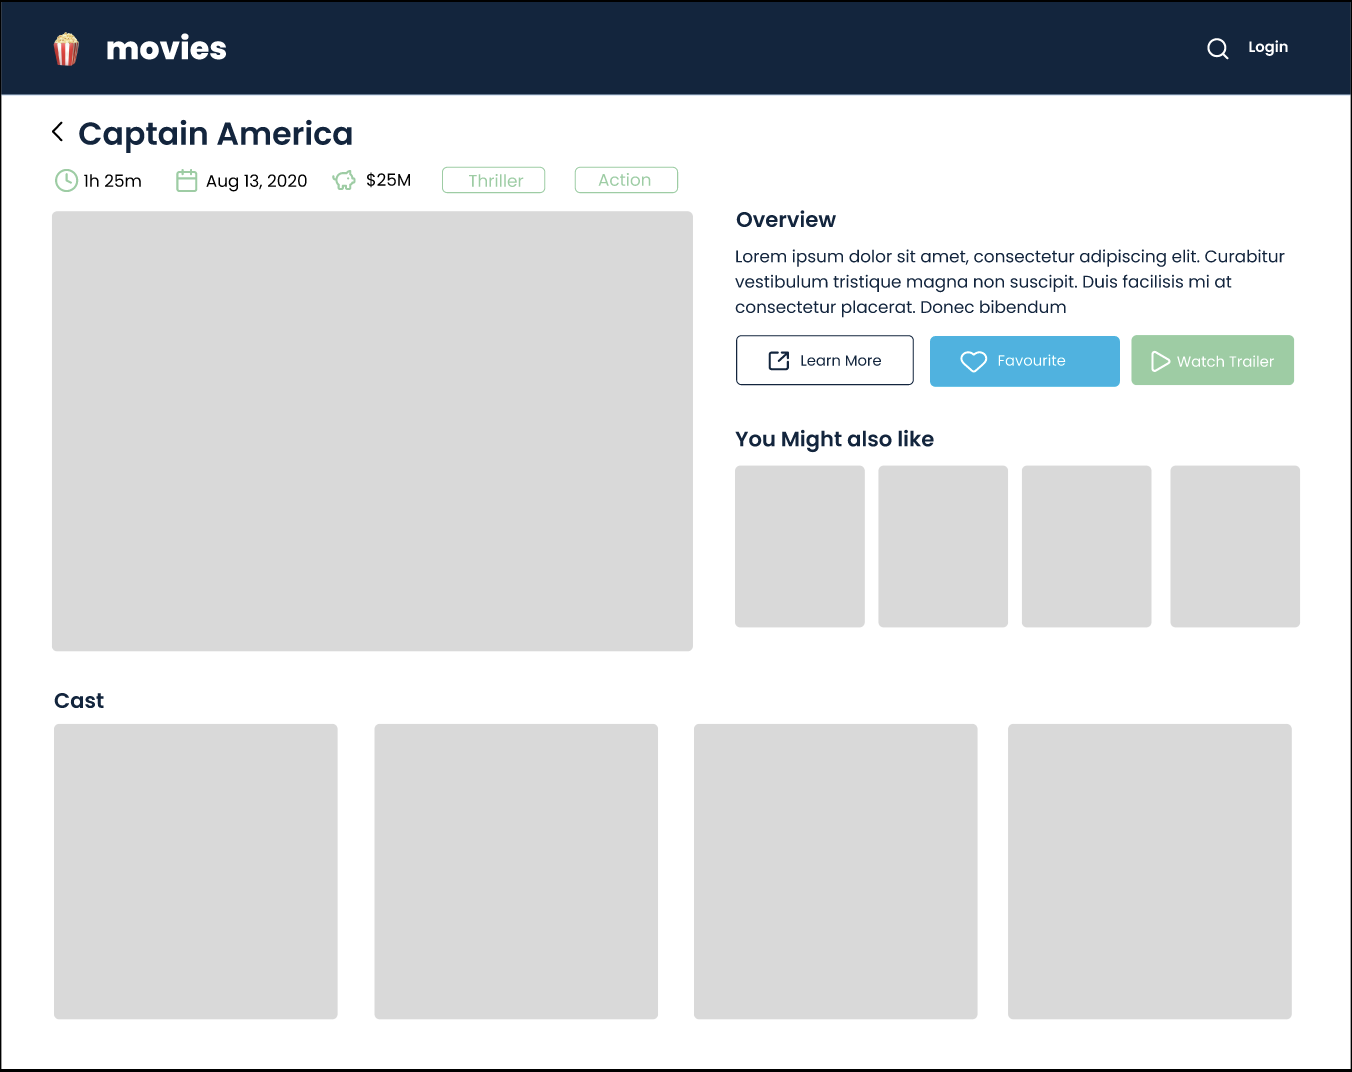 movies
Login
Captain America
1h 25m
Aug 13, 2020
$25M
Thriller
Action
Overview
Lorem ipsum dolor sit amet, consectetur adipiscing elit. Curabitur
vestibulum tristique magna non suscipit. Duis facilisis mi at
consectetur placerat. Donec bibendum
Learn More
Favourite
Watch Trailer
You Might also like
Cast